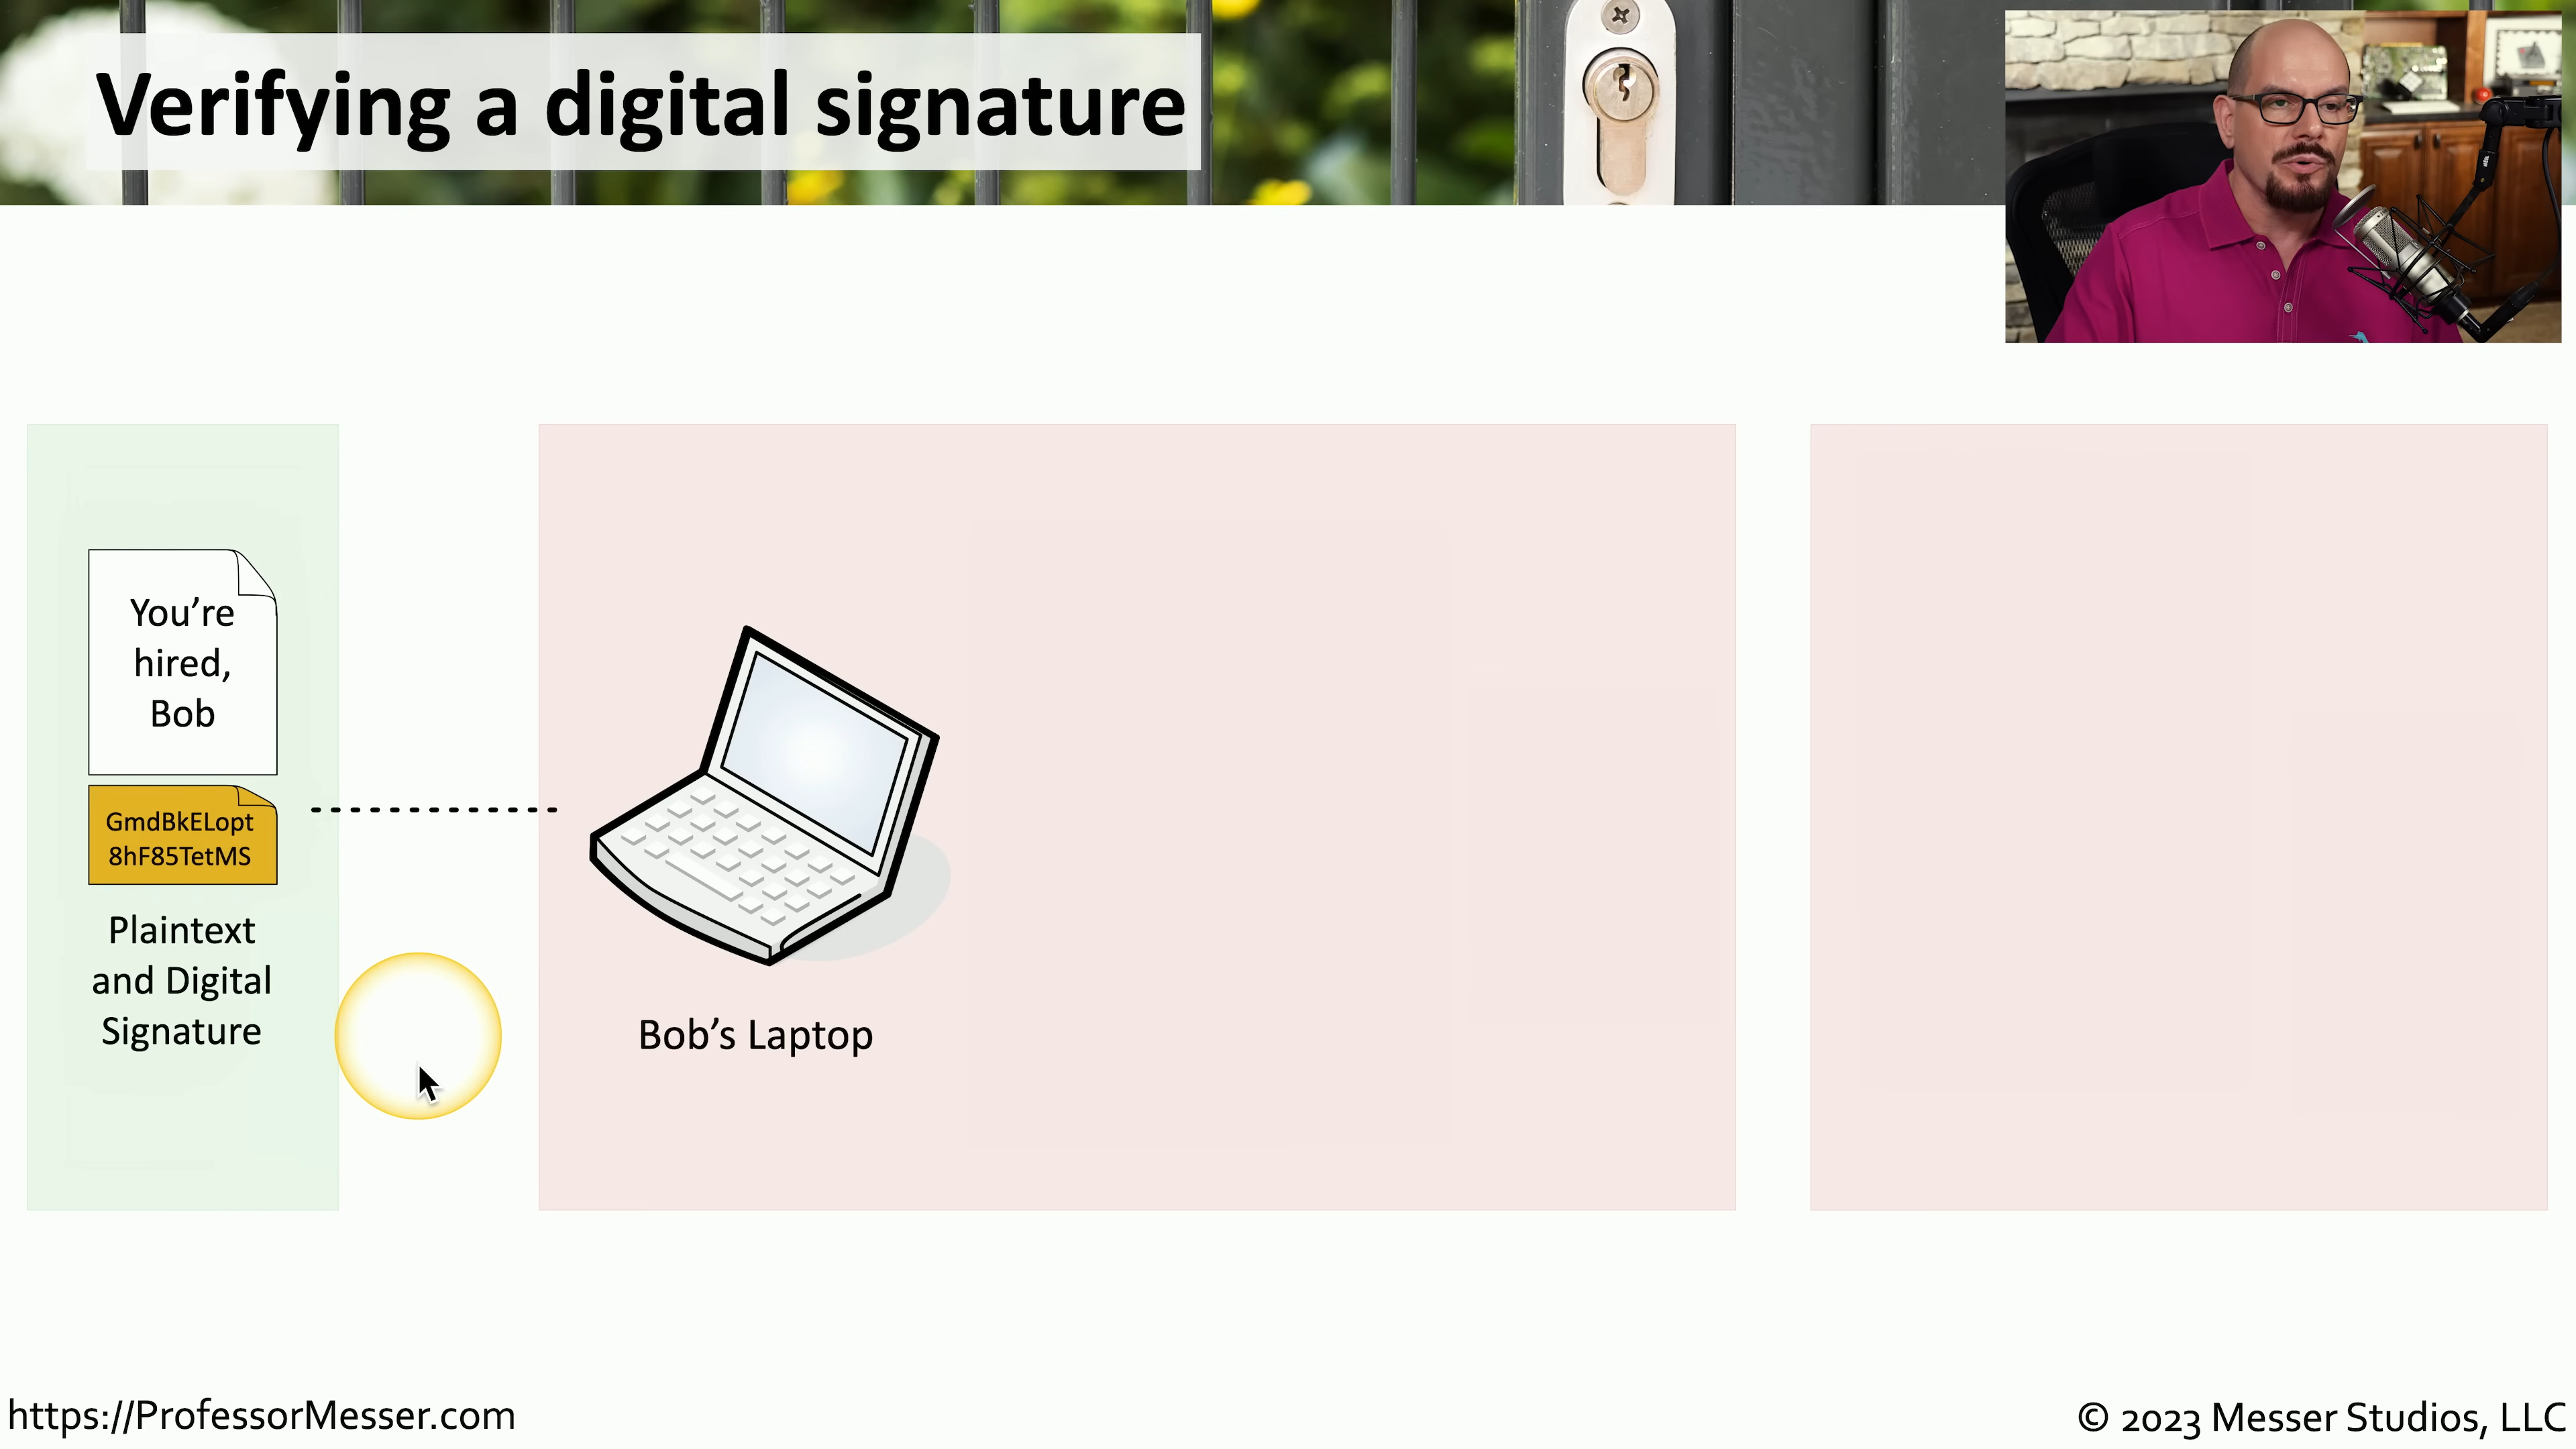 Verifying a digital signature
You’re
hired,
Bob
GmdBkELopt
8hF85TetMS
Plaintext
and Digital
Signature
Bob’s Laptop
https://ProfessorMesser.com
© 2023 Messer Studios, LLC